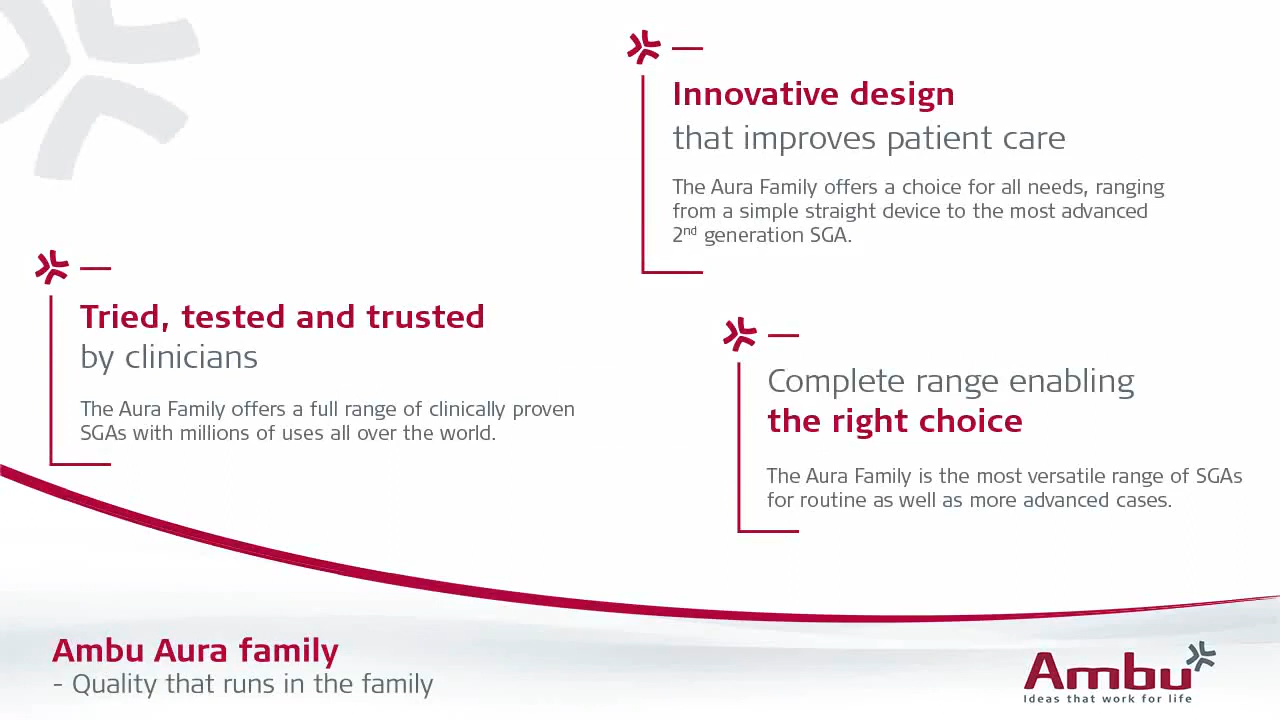 Innovative design
that improves patient care
The Aura Family offers a choice for all needs, ranging
from a simple straight device to the most advanced
2nd generation SGA.
Tried, tested and trusted
by clinicians
The Aura Family offers a full range of clinically proven
SGAs with millions of uses all over the world.
Complete range enabling
the right choice
The Aura Family is the most versatile range of SGAs
for routine as well as more advanced cases.
Ambu Aura family
- Quality that runs in the family
Ambu
Ideas that work for life